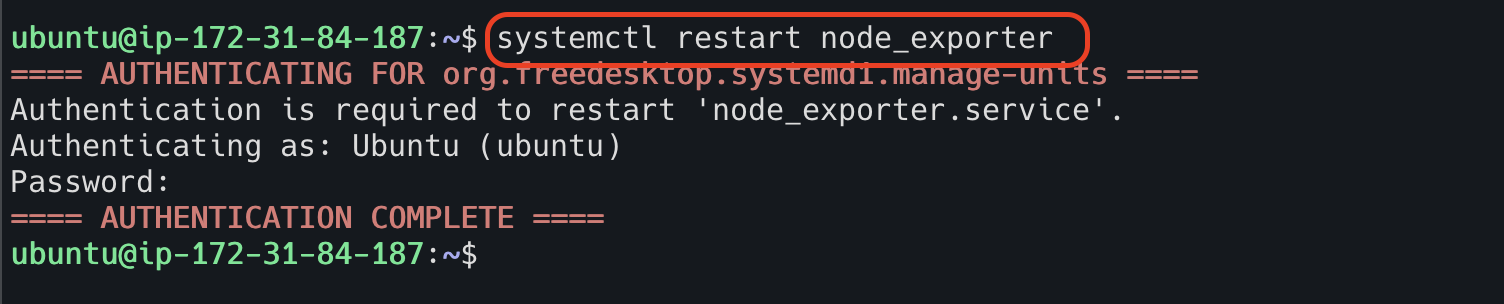 ubuntu@ip-172-31-84-187:~$ systemctl restart node_exporter
==== AUTHENTICATING FOR org.freedesktop.systemd1.manage-units ====
Authentication is required to restart 'node_exporter.service'.
Authenticating as: Ubuntu (ubuntu)
Password:
==== AUTHENTICATION COMPLETE ====
ubuntu@ip-172-31-84-187:~$